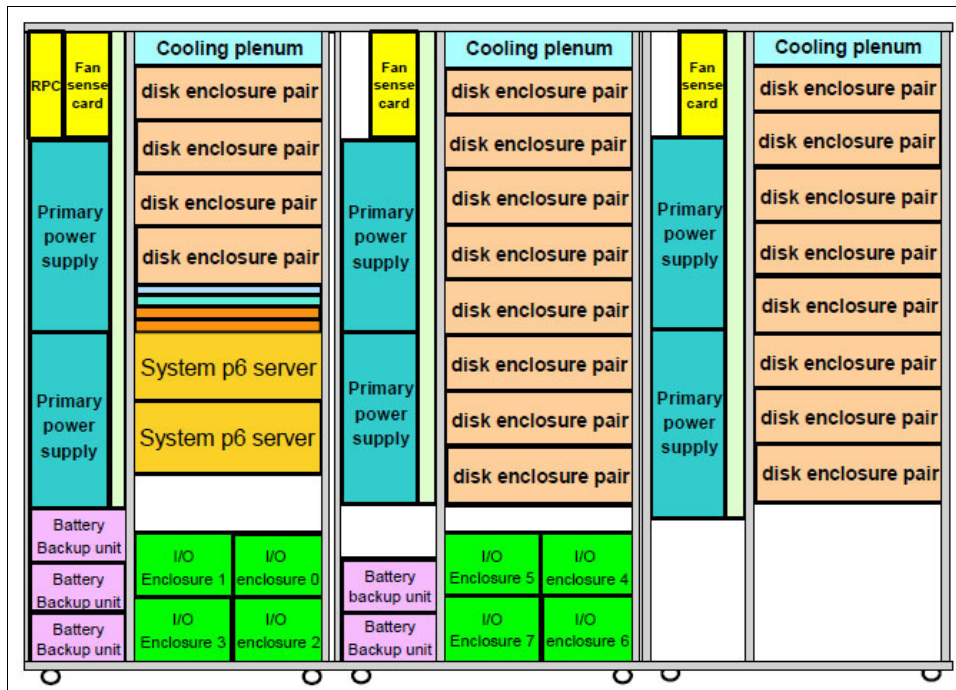 Cooling plenum
RPC
Fan
sense
card
disk enclosure pair
disk enclosure pair
disk enclosure pair
disk enclosure pair
Primary
power
supply
System p6 server
System p6 server
Primary
power
supply
Battery
Backup unit
Battery
Backup unit
Battery
Backup unit
I/O
Enclosure 1
I/O
enclosure 0
I/O
Enclosure 3
I/O
enclosure 2
Cooling plenum
Fan
sense
card
disk enclosure pair
disk enclosure pair
disk enclosure pair
disk enclosure pair
disk enclosure pair
disk enclosure pair
disk enclosure pair
disk enclosure pair
Primary
power
supply
Primary
power
supply
Battery
backup unit
Battery
Backup unit
I/O
Enclosure 5
I/O
enclosure 4
I/O
Enclosure 7
I/O
enclosure 6
Cooling plenum
Fan
sense
card
disk enclosure pair
disk enclosure pair
disk enclosure pair
disk enclosure pair
disk enclosure pair
disk enclosure pair
disk enclosure pair
disk enclosure pair
Primary
power
supply
Primary
power
supply